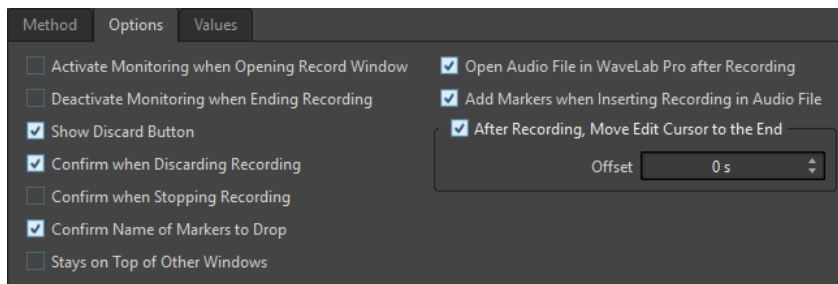 Method Options Values
Activate Monitoring when Opening Record Window
Deactivate Monitoring when Ending Recording
Show Discard Button
Confirm when Discarding Recording
Confirm when Stopping Recording
Confirm Name of Markers to Drop
Stays on Top of Other Windows
Open Audio File in WaveLab Pro after Recording
Add Markers when Inserting Recording in Audio File
After Recording, Move Edit Cursor to the End
Offset 0 s